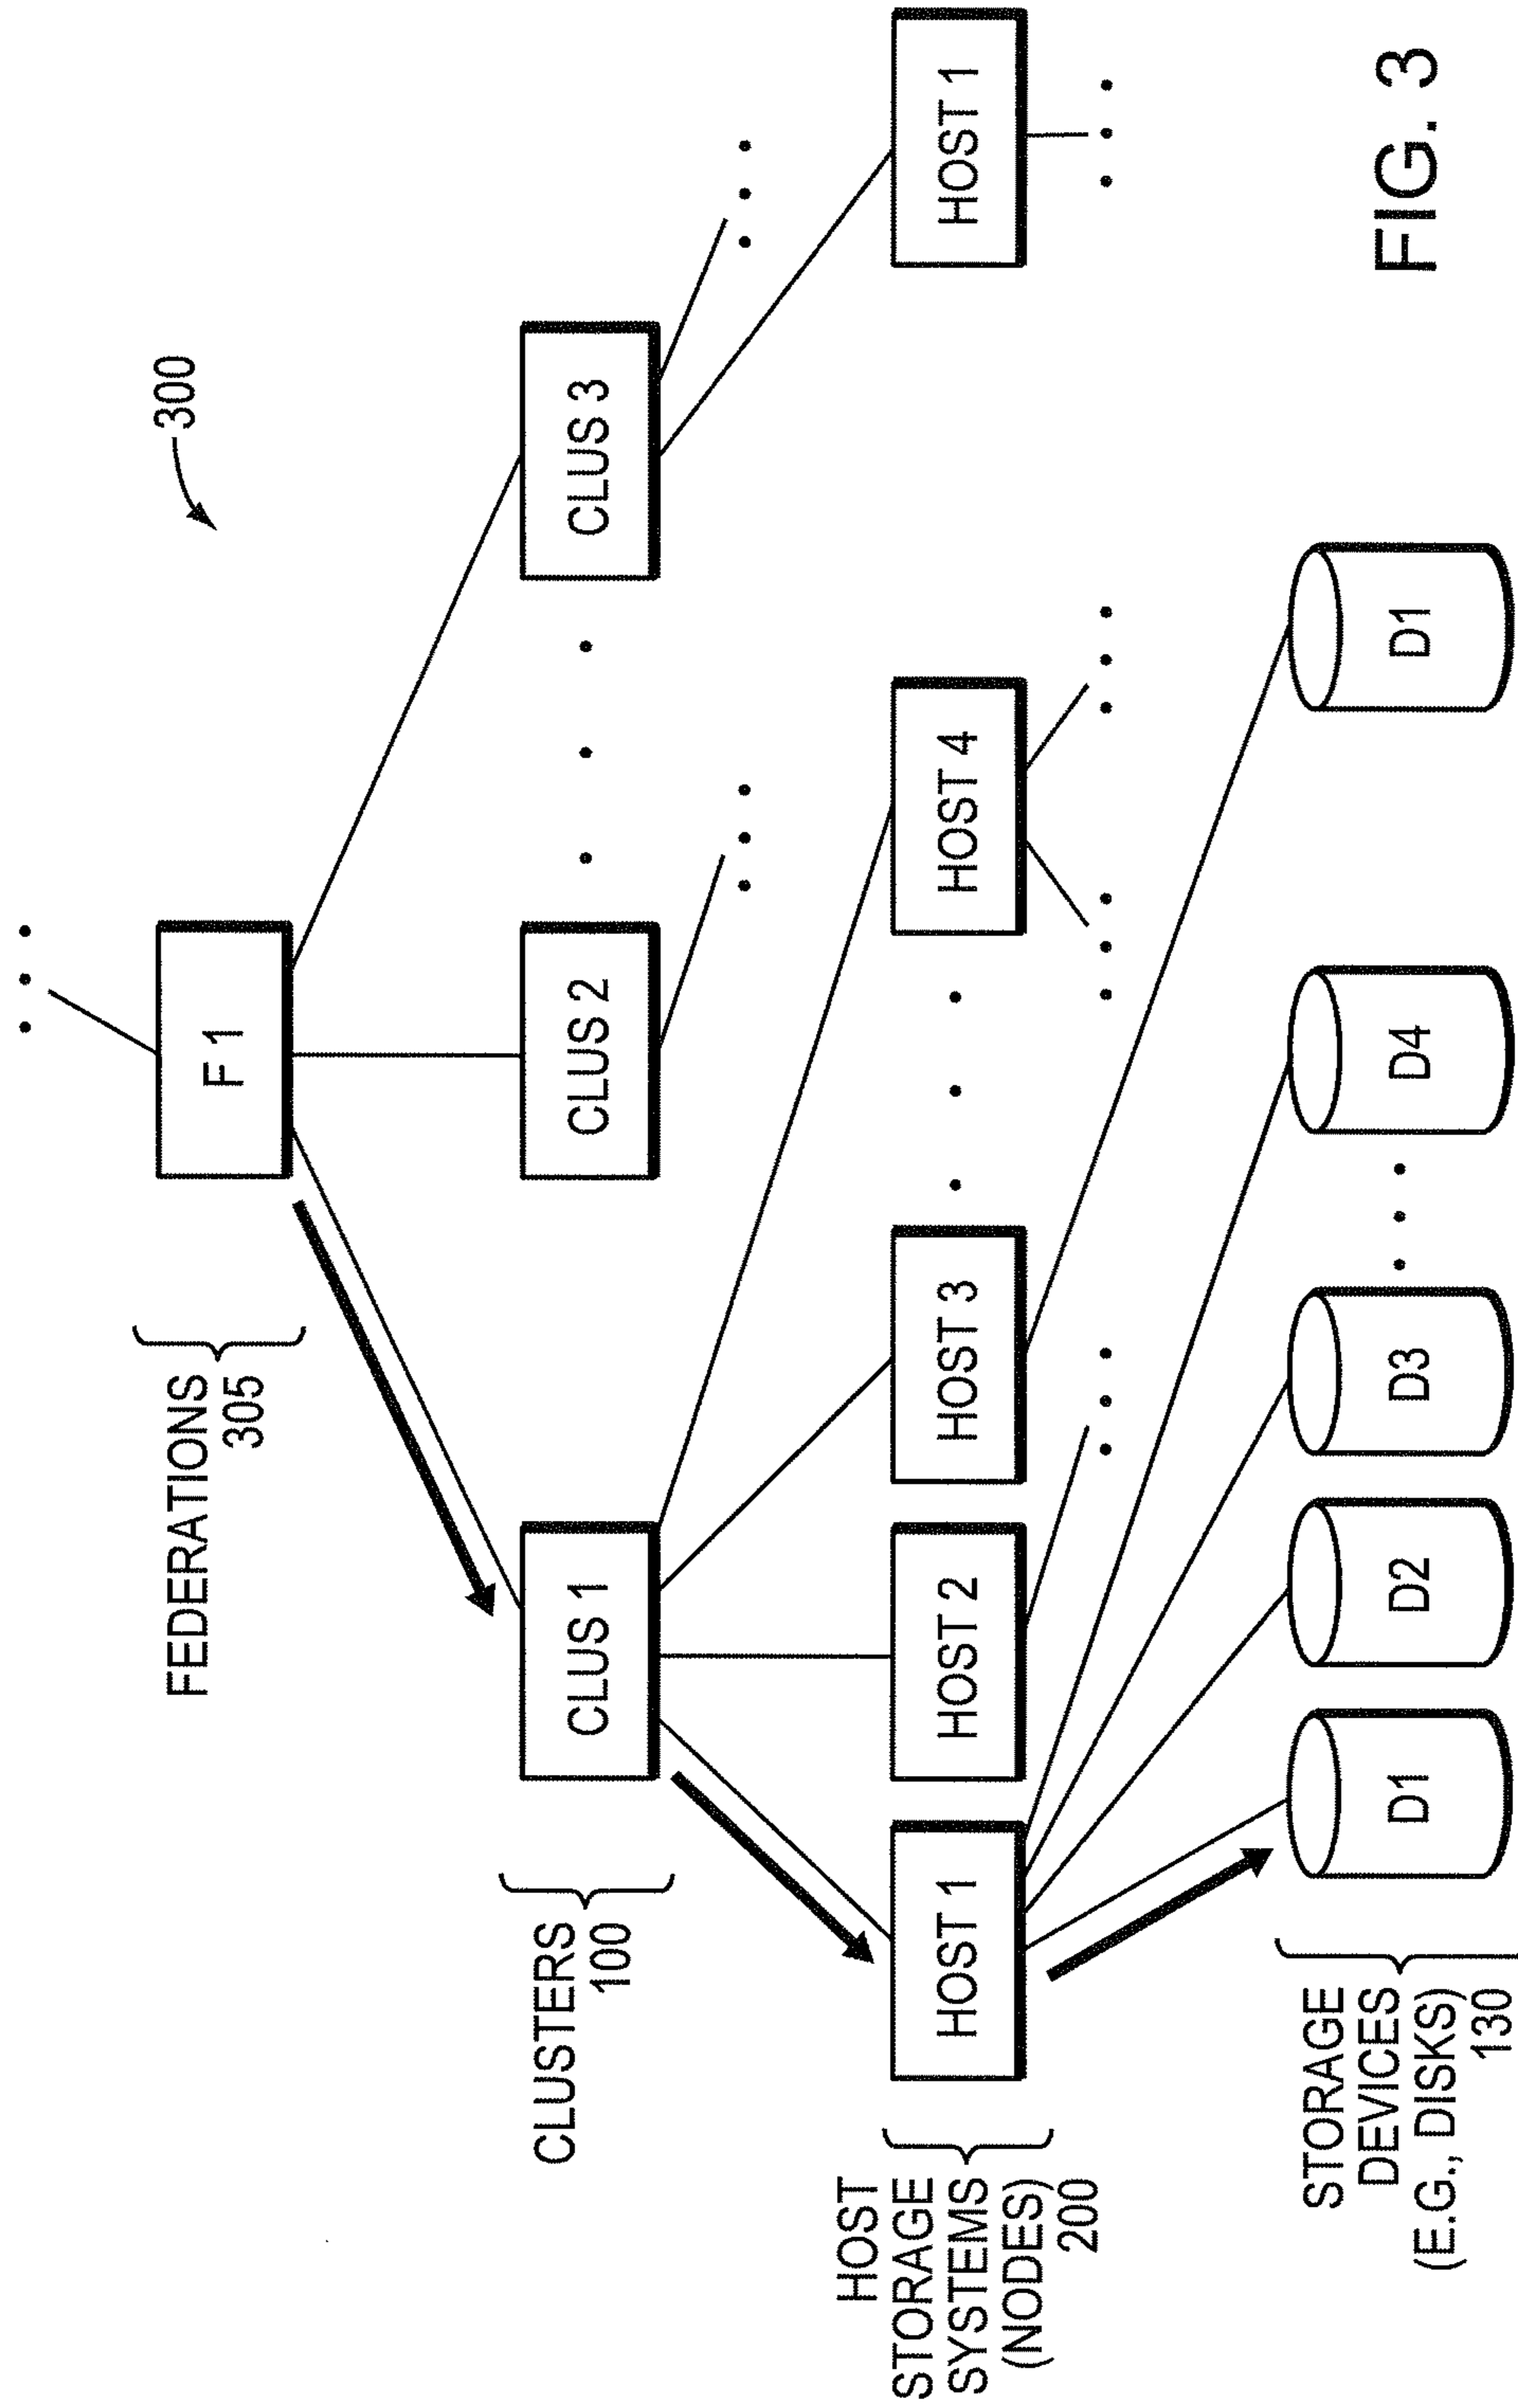 300
FEDERATIONS
305
F 1
CLUSTERS
100
CLUS 1
CLUS 2
CLUS 3
HOST
STORAGE
SYSTEMS
(NODES)
200
HOST 1
HOST 2
HOST 3
HOST 4
HOST 1
STORAGE
DEVICES
(E.G., DISKS)
130
D1
D2
D3
D4
D1
FIG. 3